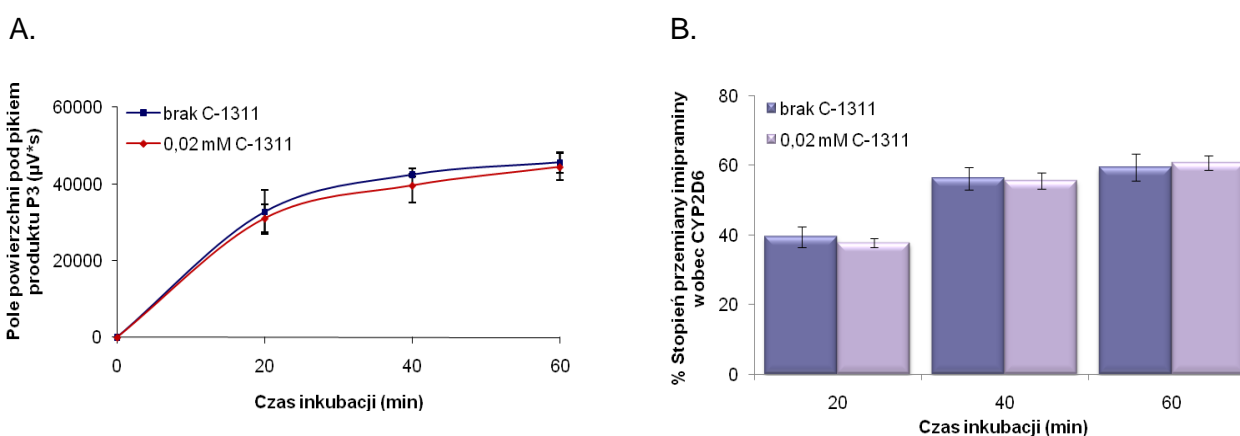 A.
B.
Pole powierzchni pod pikiem
produktu P3 (µV*s)
60000
40000
20000
0
brak C-1311
0,02 mM C-1311
0
20
40
60
Czas inkubacji (min)
% Stopień przemiany imipraminy
wobec CYP2D6
80
60
40
20
0
brak C-1311
0,02 mM C-1311
20
40
60
Czas inkubacji (min)